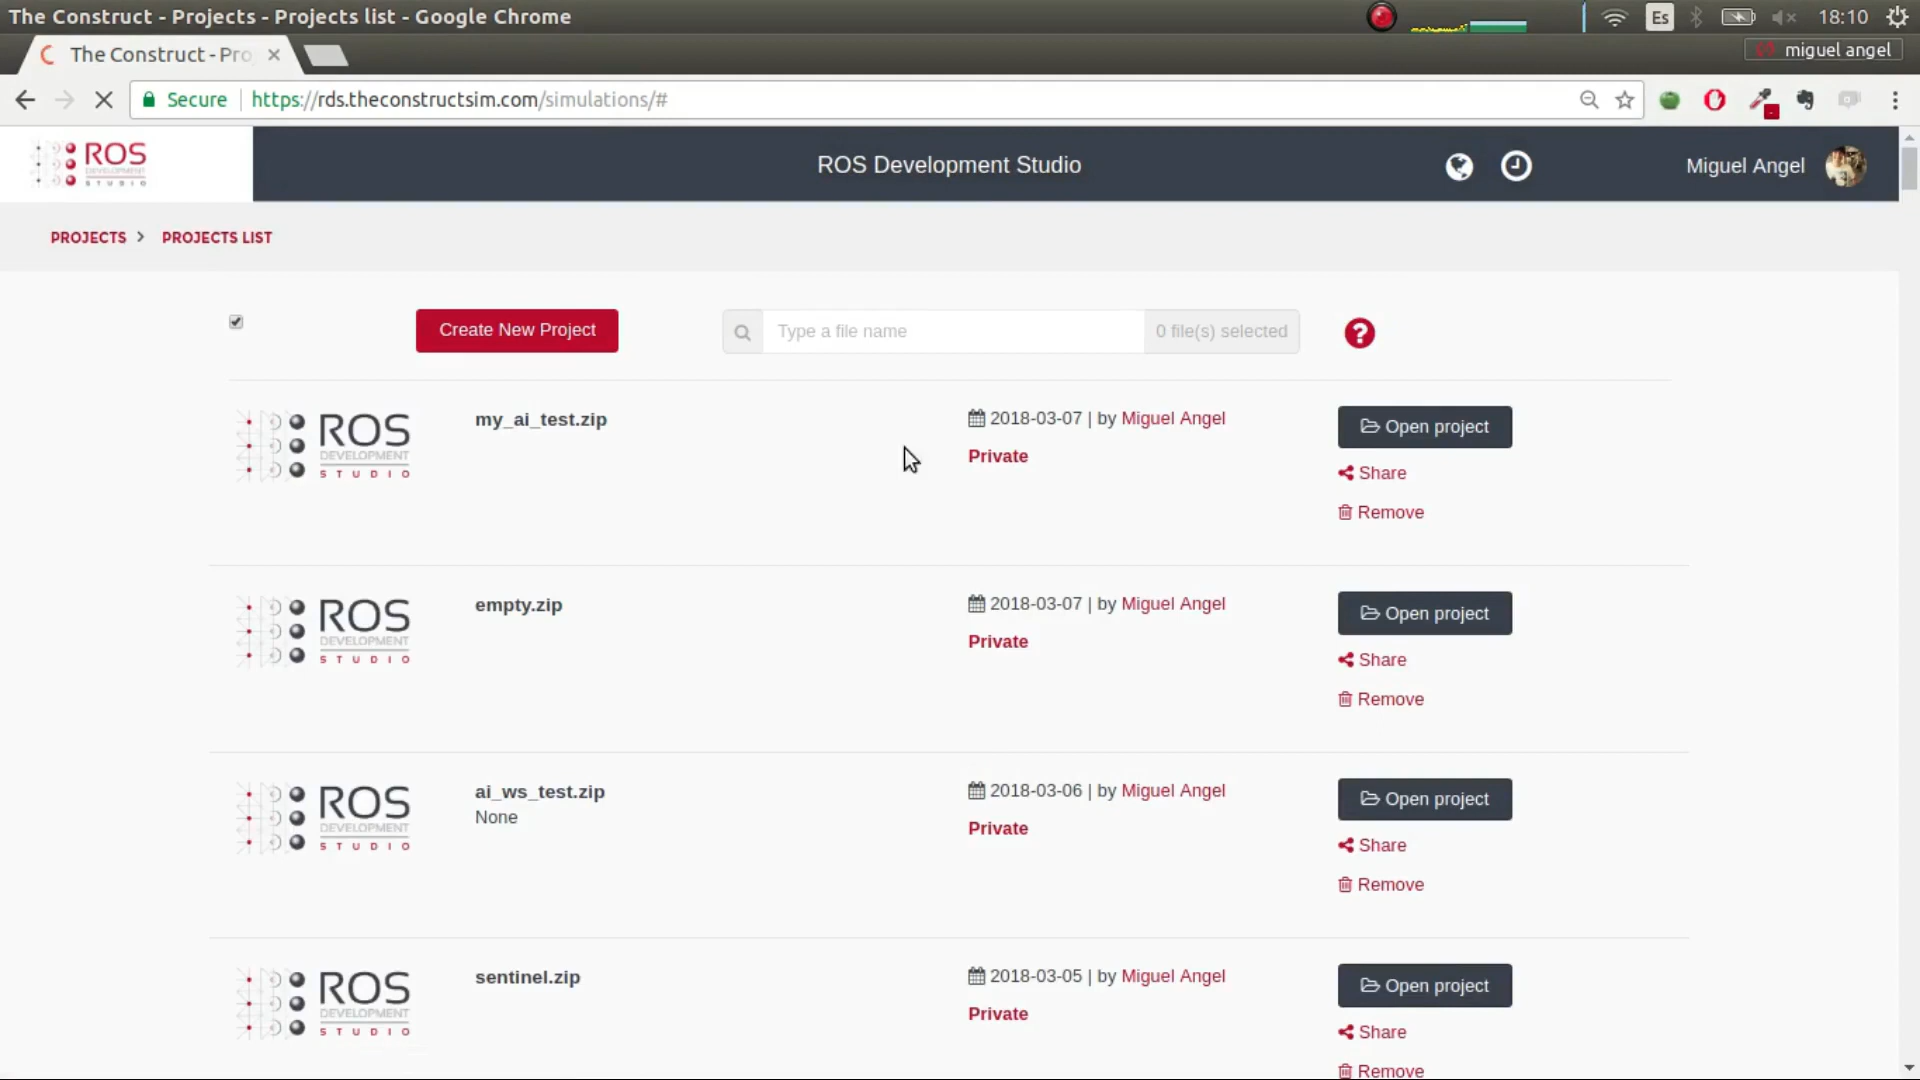 The Construct - Projects - Projects list - Google Chrome
Es
18:10
The Construct - Pro
miguel angel
Secure
https://rds.theconstructsim.com/simulations/#
ROS
DEVELOPMENT
STUDIO
ROS Development Studio
Miguel Angel
PROJECTS
PROJECTS LIST
Create New Project
Type a file name
0 file(s) selected
?
ROS
DEVELOPMENT
STUDIO
my_ai_test.zip
2018-03-07 | by Miguel Angel
Private
Open project
Share
Remove
ROS
DEVELOPMENT
STUDIO
empty.zip
2018-03-07 | by Miguel Angel
Private
Open project
Share
Remove
ROS
DEVELOPMENT
STUDIO
ai_ws_test.zip
None
2018-03-06 | by Miguel Angel
Private
Open project
Share
Remove
ROS
DEVELOPMENT
STUDIO
sentinel.zip
2018-03-05 | by Miguel Angel
Private
Open project
Share
Remove